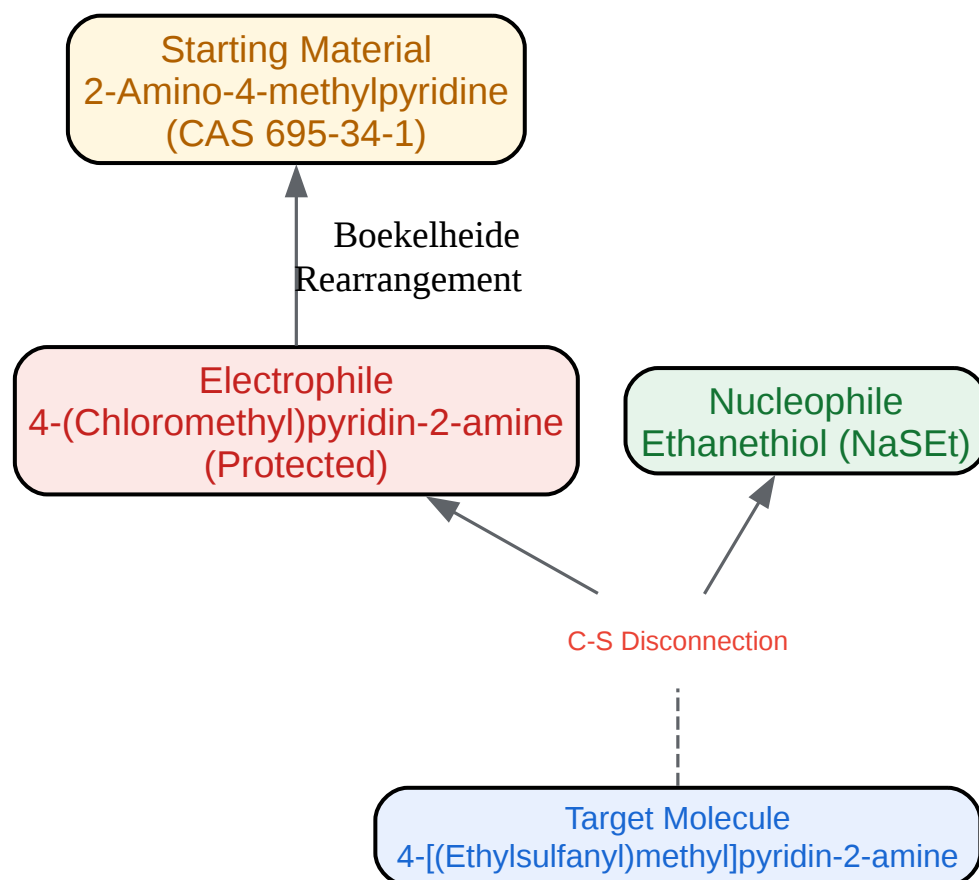 Starting Material
2-Amino-4-methylpyridine
(CAS 695-34-1)
Boekelheide
Rearrangement
Electrophile
4-(Chloromethyl)pyridin-2-amine
(Protected)
Nucleophile
Ethanethiol (NaSEt)
C-S Disconnection
Target Molecule
4-[(Ethylsulfanyl)methyl]pyridin-2-amine